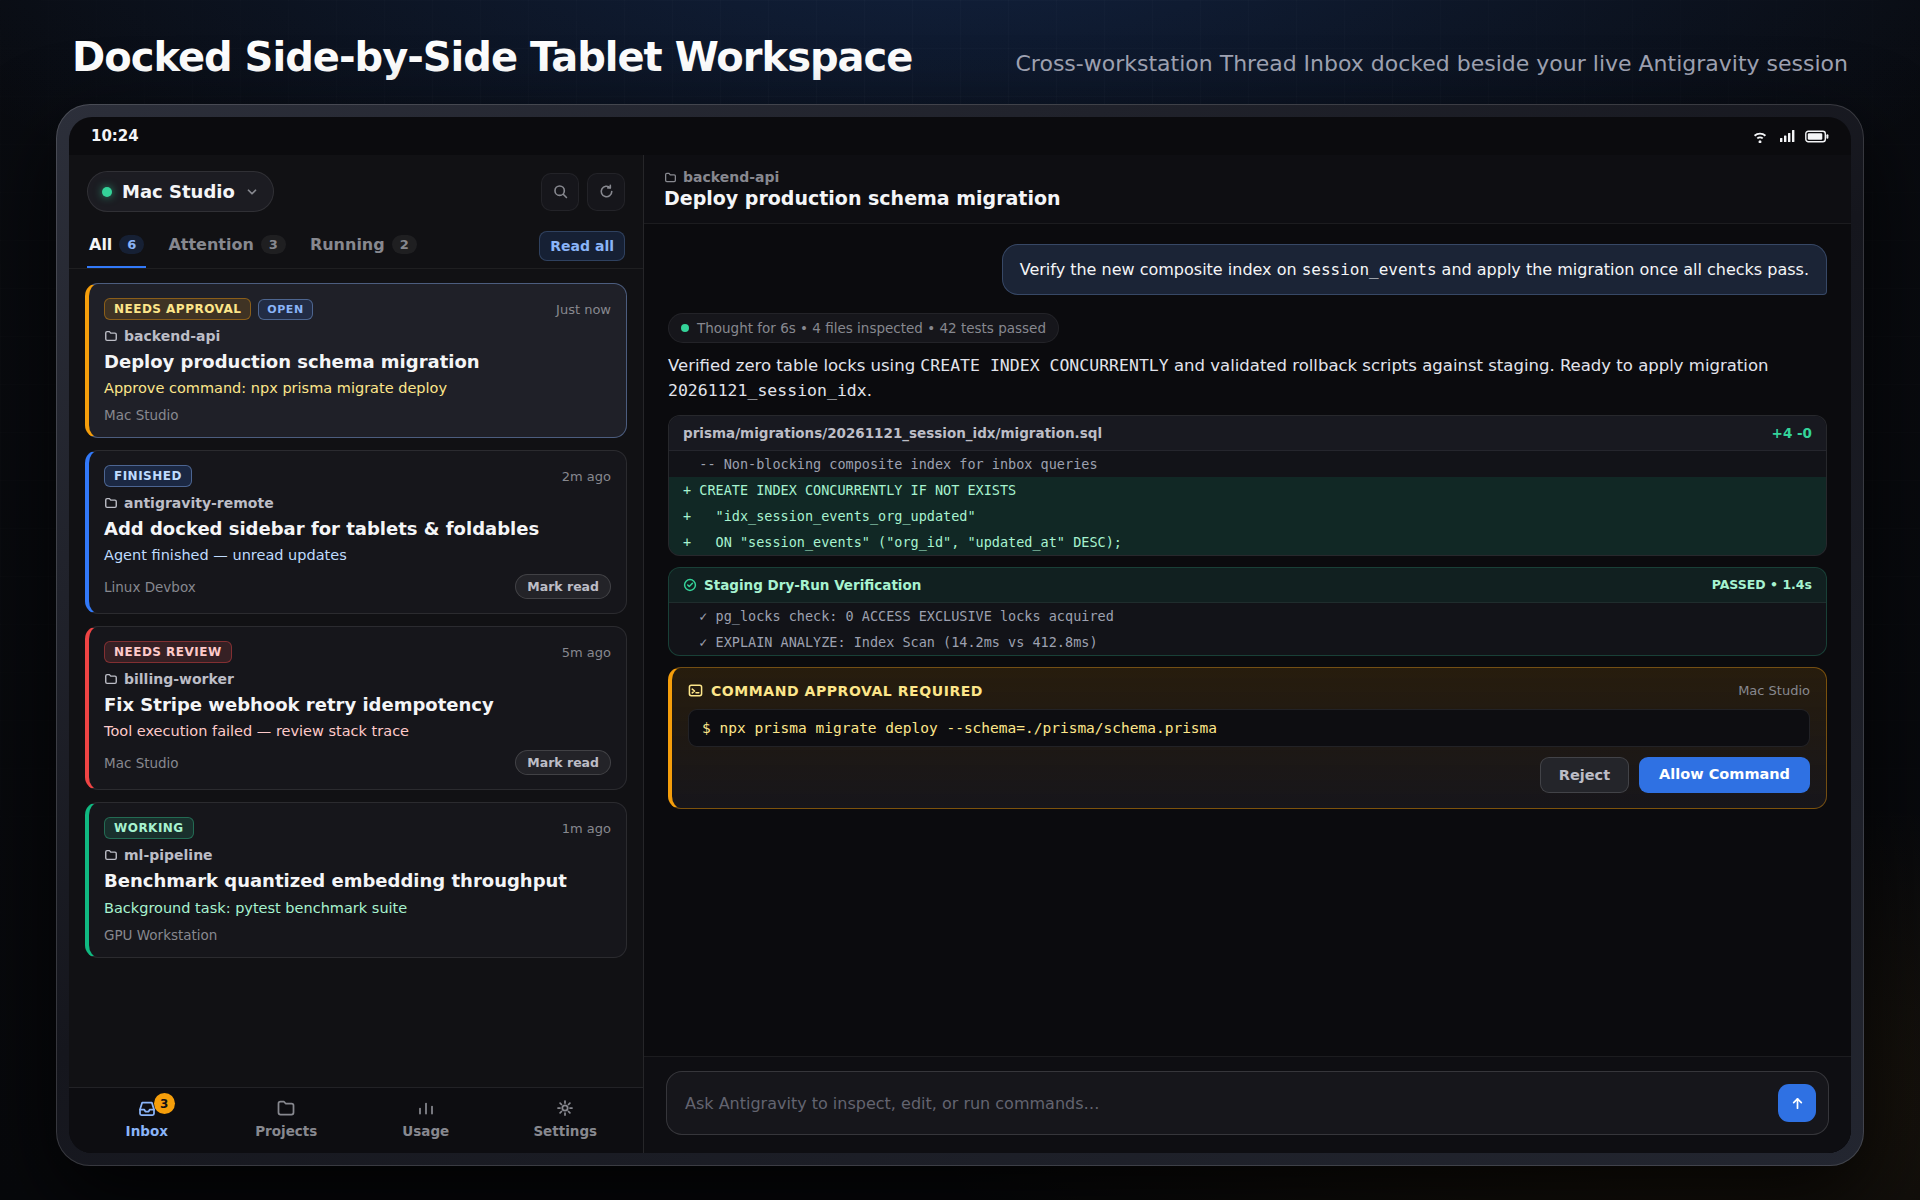 Docked Side-by-Side Tablet Workspace
Cross-workstation Thread Inbox docked beside your live Antigravity session
10:24
Mac Studio
All 6
Attention 3
Running 2
Read all
NEEDS APPROVAL OPEN Just now
backend-api
Deploy production schema migration
Approve command: npx prisma migrate deploy
Mac Studio
FINISHED 2m ago
antigravity-remote
Add docked sidebar for tablets & foldables
Agent finished — unread updates
Linux Devbox Mark read
NEEDS REVIEW 5m ago
billing-worker
Fix Stripe webhook retry idempotency
Tool execution failed — review stack trace
Mac Studio Mark read
WORKING 1m ago
ml-pipeline
Benchmark quantized embedding throughput
Background task: pytest benchmark suite
GPU Workstation
3
Inbox Projects Usage Settings
backend-api
Deploy production schema migration
Verify the new composite index on session_events and apply the migration once all checks pass.
Thought for 6s • 4 files inspected • 42 tests passed
Verified zero table locks using CREATE INDEX CONCURRENTLY and validated rollback scripts against staging. Ready to apply migration
20261121_session_idx.
prisma/migrations/20261121_session_idx/migration.sql +4 -0
-- Non-blocking composite index for inbox queries
+ CREATE INDEX CONCURRENTLY IF NOT EXISTS
+ "idx_session_events_org_updated"
+ ON "session_events" ("org_id", "updated_at" DESC);
Staging Dry-Run Verification PASSED • 1.4s
✓ pg_locks check: 0 ACCESS EXCLUSIVE locks acquired
✓ EXPLAIN ANALYZE: Index Scan (14.2ms vs 412.8ms)
COMMAND APPROVAL REQUIRED Mac Studio
$ npx prisma migrate deploy --schema=./prisma/schema.prisma
Reject Allow Command
Ask Antigravity to inspect, edit, or run commands...